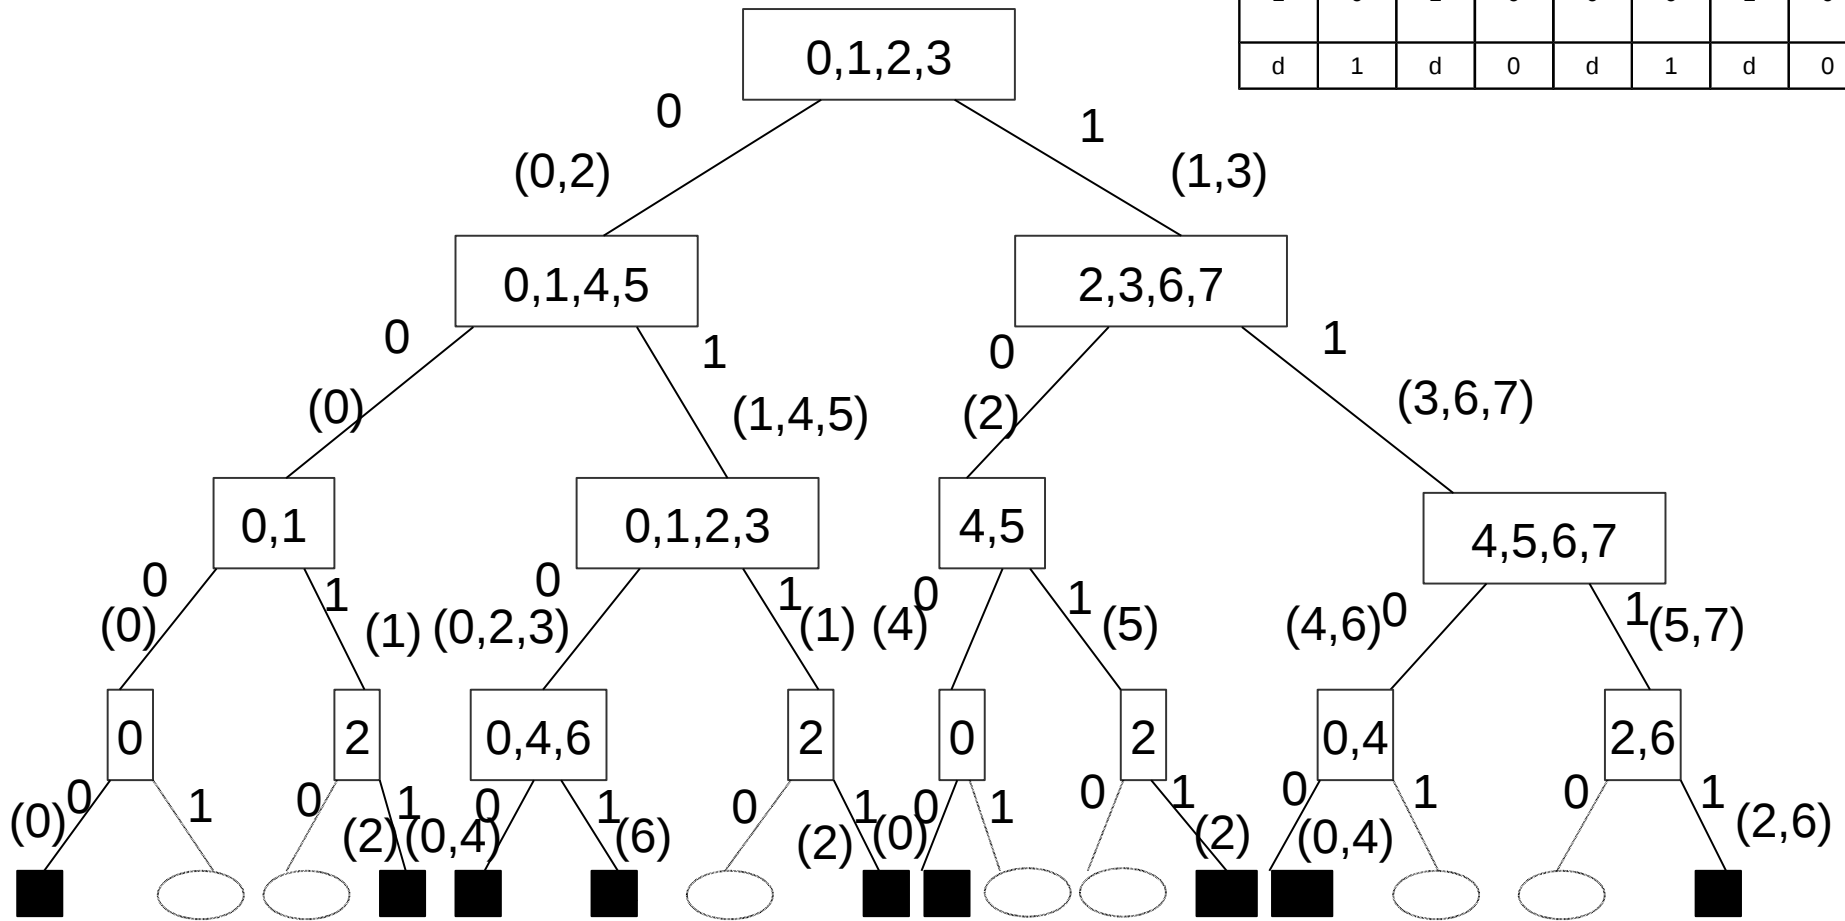 0,1,2,3
d 1 d 0 d 1 d 0
0 1
(0,2) (1,3)
0,1,4,5 2,3,6,7
0 1 0 1
(0) (1,4,5) (2) (3,6,7)
0,1 0,1,2,3 4,5 4,5,6,7
0 1 0 1 0 1 0 1
(0) (1) (0,2,3) (1) (4) (5) (4,6) (5,7)
0 2 0,4,6 2 0 2 0,4 2,6
0 1 0 1 0 1 0 1 0 1 0 1 0 1 0 1
(0) (2) (0,4) (6) (2) (0) (2) (0,4) (2,6)